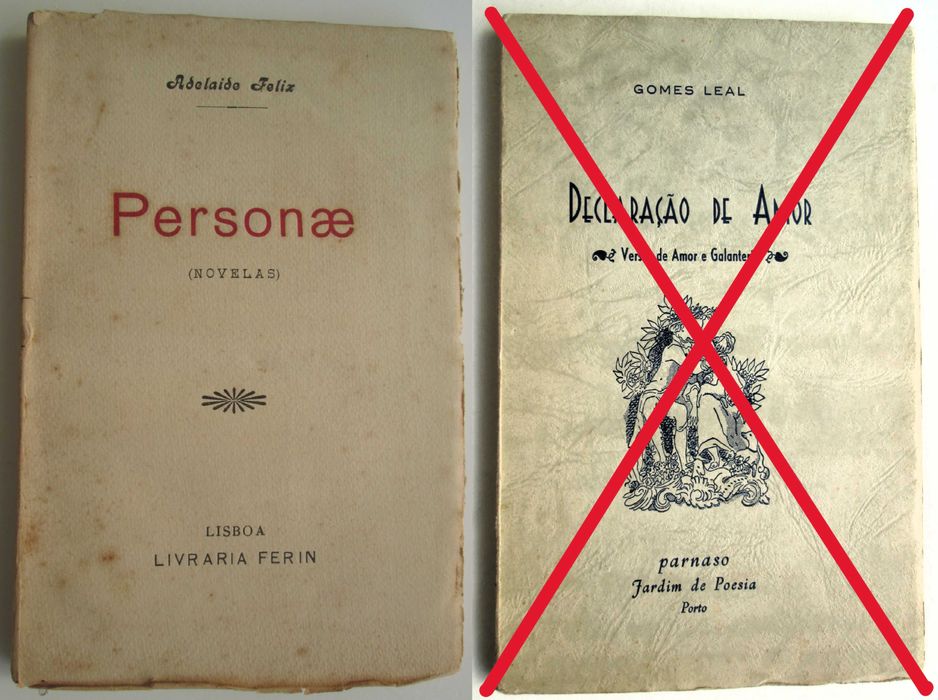 Adelaide Felix
Personæ
(NOVELAS)
LISBOA
LIVRARIA FERIN
GOMES LEAL
DECLARAÇÃO DE AMOR
de Amor e
parnaso
Jardim de Poesia
Porto